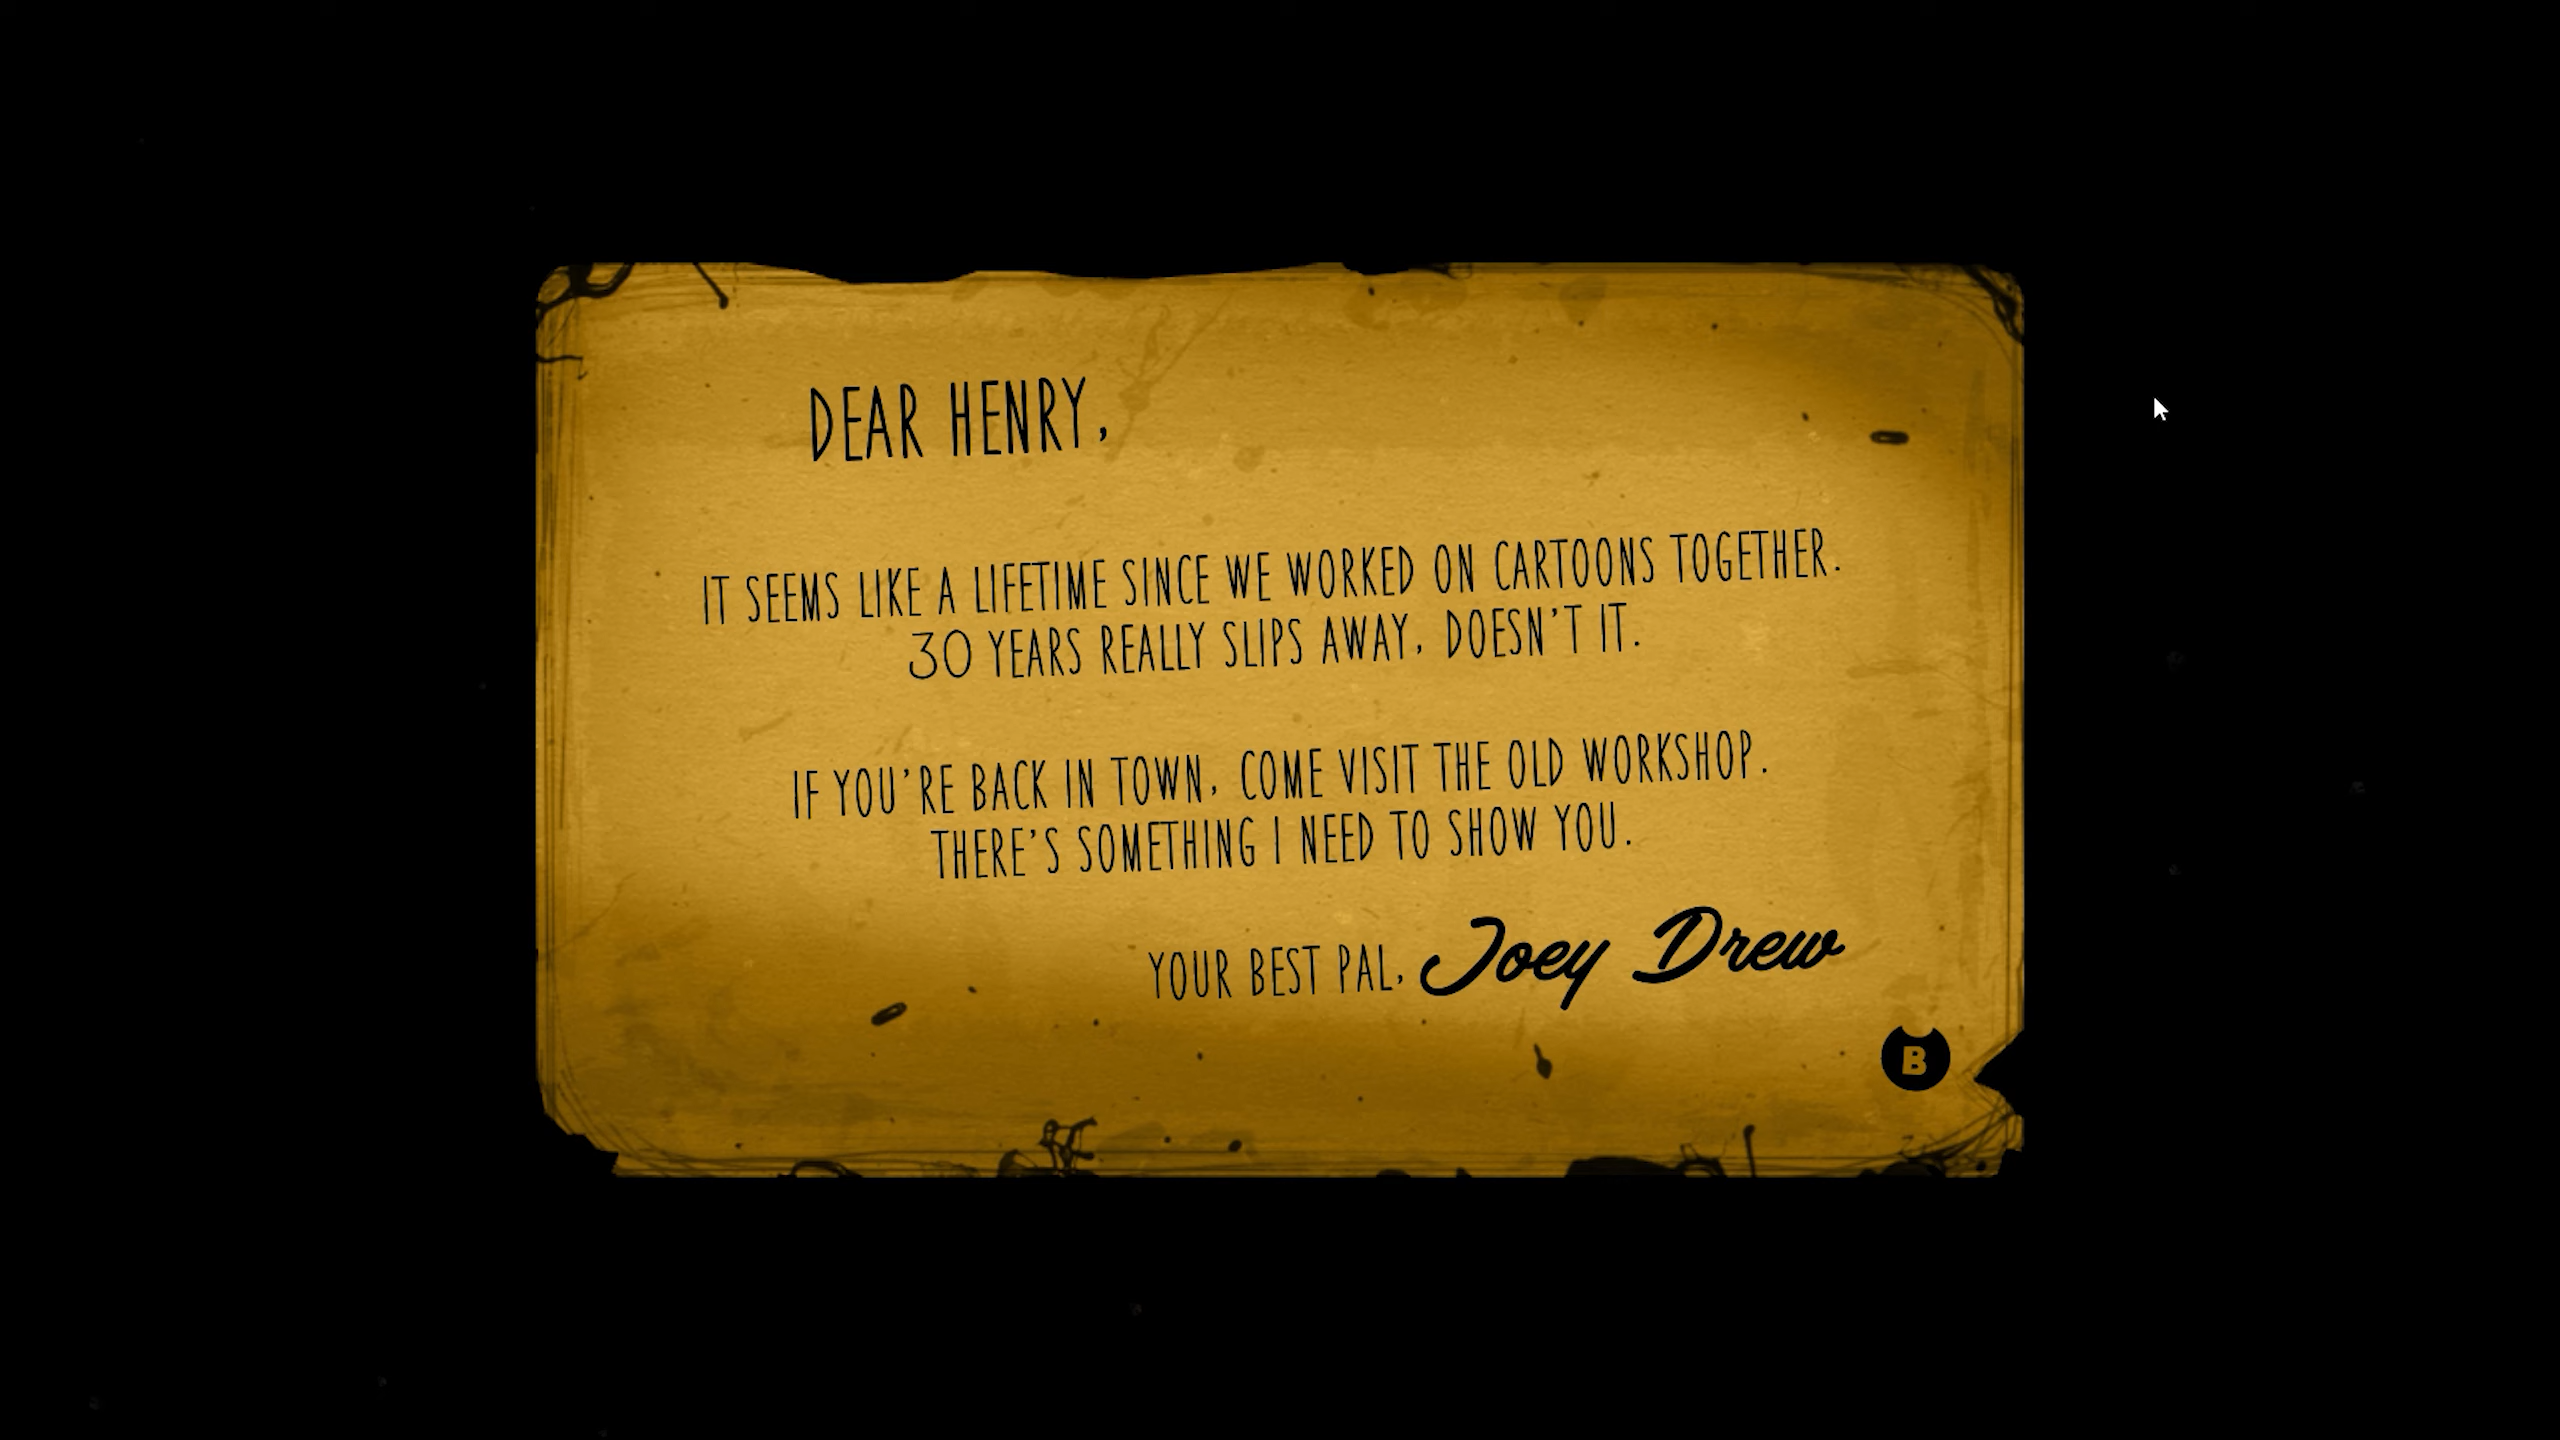 DEAR HENRY,
IT SEEMS LIKE A LIFETIME SINCE WE WORKED ON CARTOONS TOGETHER.
30 YEARS REALLY SLIPS AWAY, DOESN'T IT.
IF YOU'RE BACK IN TOWN, COME VISIT THE OLD WORKSHOP.
THERE'S SOMETHING I NEED TO SHOW YOU.
YOUR BEST PAL, Joey Drew
B